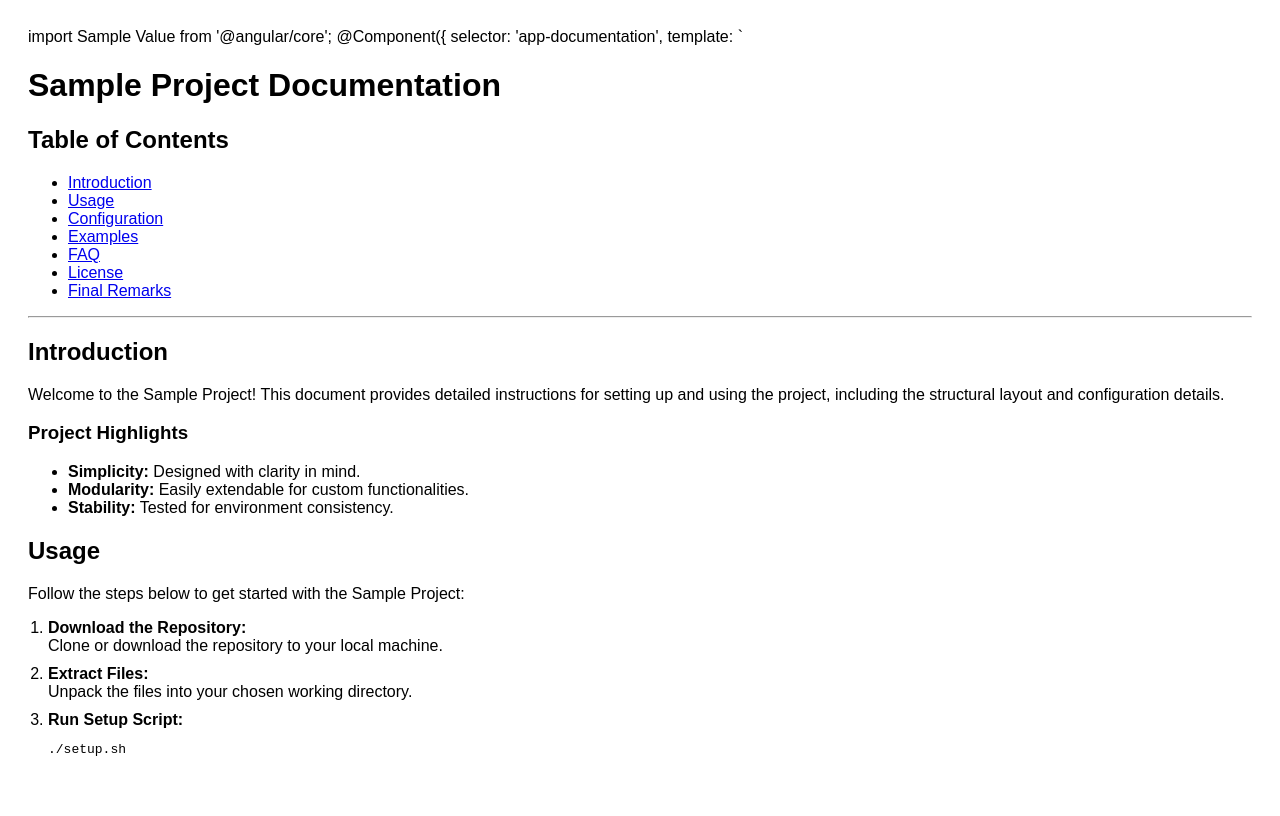 import Sample Value from '@angular/core'; @Component({ selector: 'app-documentation', template: `
Sample Project Documentation
Table of Contents
Introduction
Usage
Configuration
Examples
FAQ
License
Final Remarks
Introduction
Welcome to the Sample Project! This document provides detailed instructions for setting up and using the project, including the structural layout and configuration details.
Project Highlights
Simplicity: Designed with clarity in mind.
Modularity: Easily extendable for custom functionalities.
Stability: Tested for environment consistency.
Usage
Follow the steps below to get started with the Sample Project:
1. Download the Repository:
Clone or download the repository to your local machine.
2. Extract Files:
Unpack the files into your chosen working directory.
3. Run Setup Script:
./setup.sh